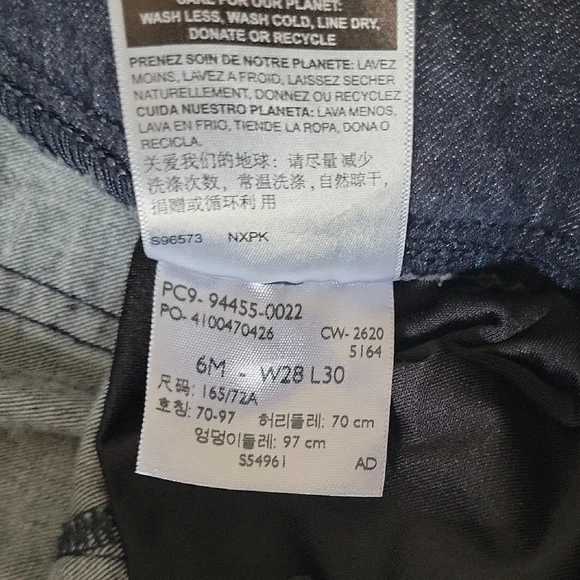 CARE FOR OUR PLANET:
WASH LESS, WASH COLD, LINE DRY,
DONATE OR RECYCLE
PRENEZ SOIN DE NOTRE PLANETE: LAVEZ
MOINS, LAVEZ A FROID, LAISSEZ SECHER
NATURELLEMENT, DONNEZ OU RECYCLEZ
CUIDA NUESTRO PLANETA: LAVA MENOS,
LAVA EN FRIO, TIENDE LA ROPA, DONA O
RECICLA.
关爱我们的地球: 请尽量减少
洗涤次数, 常温洗涤, 自然晾干,
捐赠或循环利用
S96573 NXPK
PC9- 94455-0022
PO- 4100470426 CW- 2620
5164
6M - W28 L30
尺码: 165/72A
호칭: 70-97 허리둘레: 70 cm
엉덩이둘레: 97 cm
S54961 AD